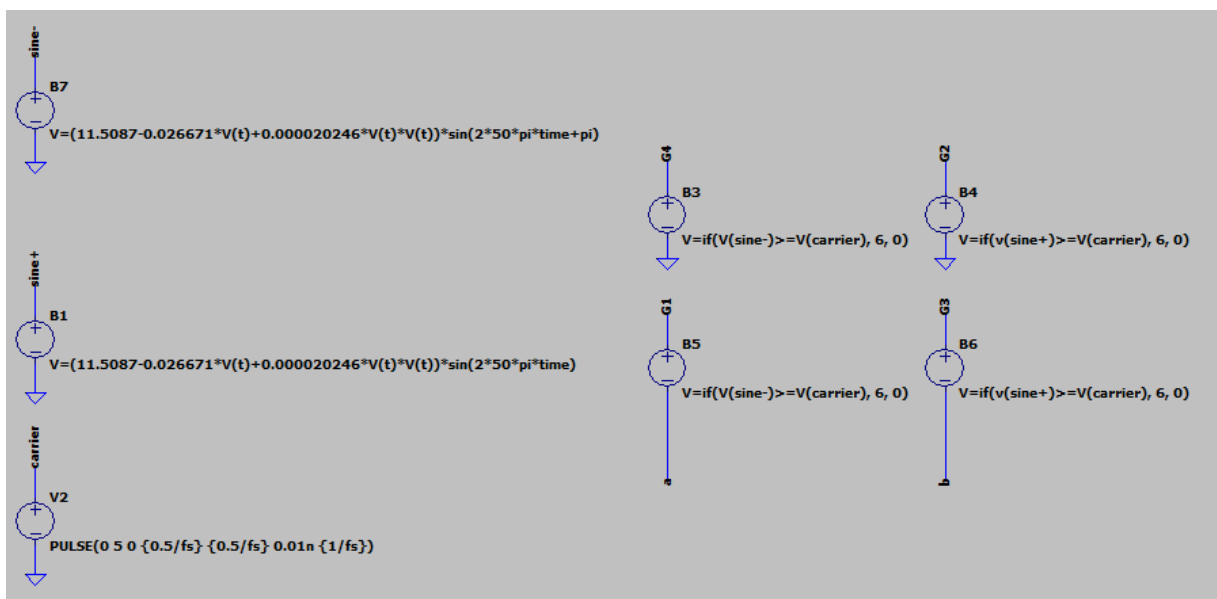 sine-
B7
V=(11.5087-0.026671*V(t)+0.000020246*V(t)*V(t))*sin(2*50*pi*time+pi)
G4
B3
V=if(V(sine-)>=V(carrier), 6, 0)
G2
B4
V=if(v(sine+)>=V(carrier), 6, 0)
sine+
B1
V=(11.5087-0.026671*V(t)+0.000020246*V(t)*V(t))*sin(2*50*pi*time)
G1
B5
V=if(V(sine-)>=V(carrier), 6, 0)
a
G3
B6
V=if(v(sine+)>=V(carrier), 6, 0)
b
carrier
V2
PULSE(0 5 0 {0.5/fs} {0.5/fs} 0.01n {1/fs})